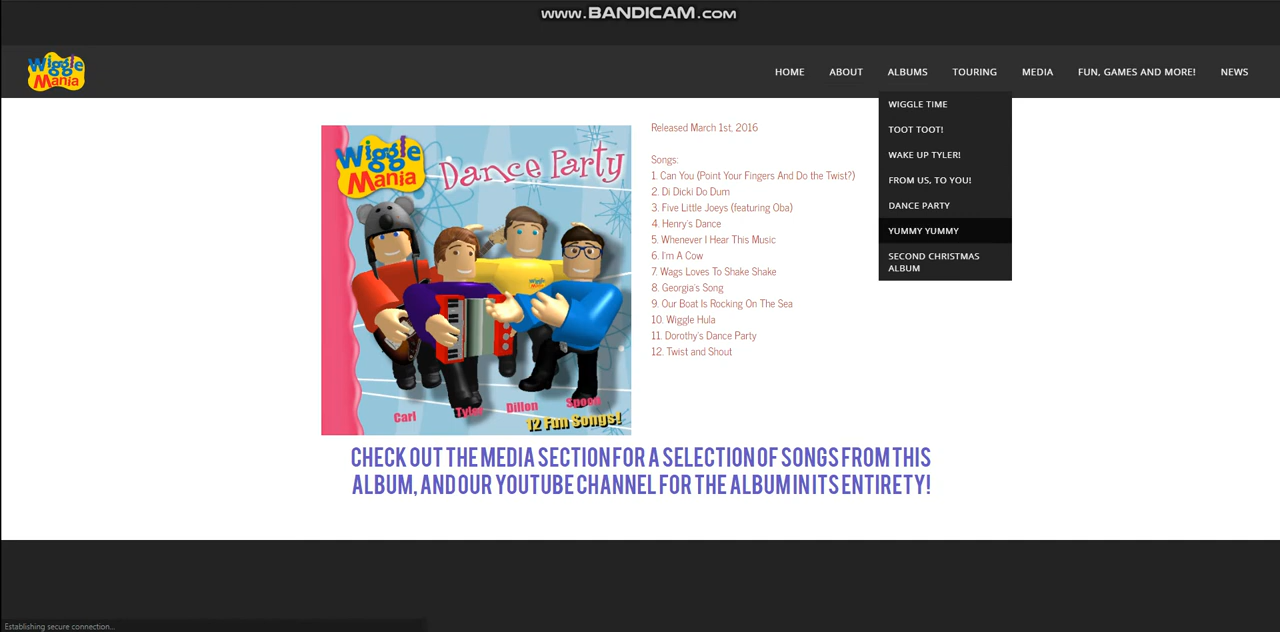 www.BANDICAM.com
Wiggle
Mania
HOME ABOUT ALBUMS TOURING MEDIA FUN, GAMES AND MORE! NEWS
WIGGLE TIME
TOOT TOOT!
WAKE UP TYLER!
FROM US, TO YOU!
DANCE PARTY
YUMMY YUMMY
SECOND CHRISTMAS
ALBUM
Wiggle
Mania
Dance Party
Carl Tyler Dillon Spoon
12 Fun Songs!
Released March 1st, 2016
Songs:
1. Can You (Point Your Fingers And Do the Twist?)
2. Di Dicki Do Dum
3. Five Little Joeys (featuring Oba)
4. Henry's Dance
5. Whenever I Hear This Music
6. I'm A Cow
7. Wags Loves To Shake Shake
8. Georgia's Song
9. Our Boat Is Rocking On The Sea
10. Wiggle Hula
11. Dorothy's Dance Party
12. Twist and Shout
CHECK OUT THE MEDIA SECTION FOR A SELECTION OF SONGS FROM THIS
ALBUM, AND OUR YOUTUBE CHANNEL FOR THE ALBUM IN ITS ENTIRETY!
Establishing secure connection...